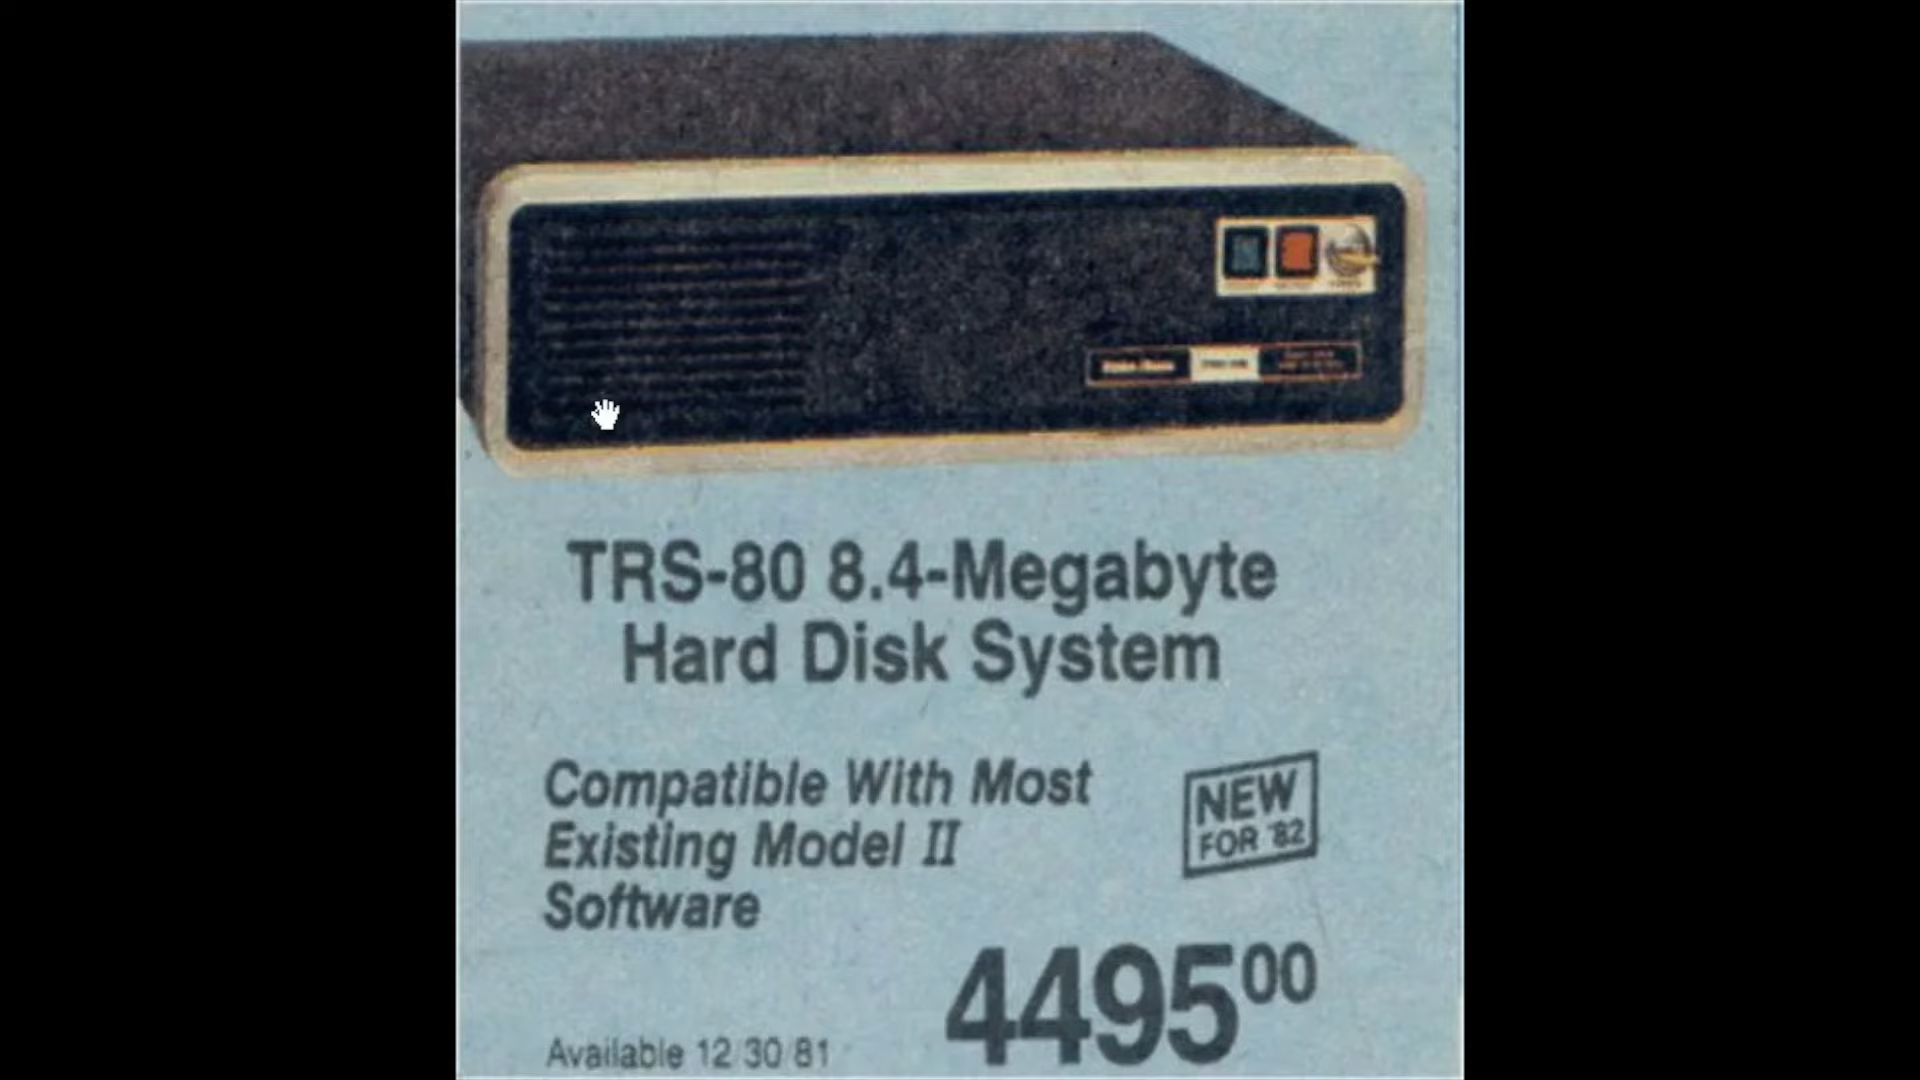 TRS-80 8.4-Megabyte
Hard Disk System
Compatible With Most
Existing Model II
Software
NEW
FOR '82
4495⁰⁰
Available 12/30/81